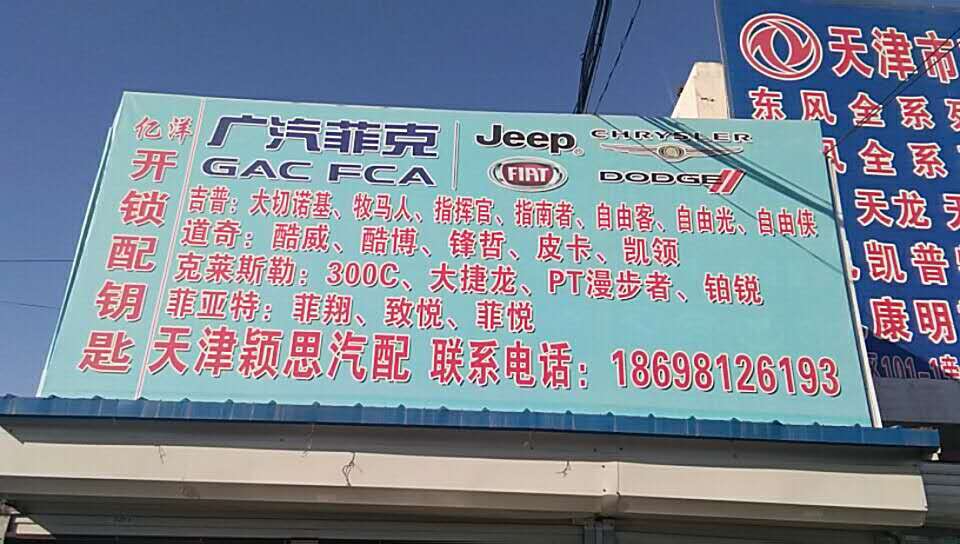 亿洋
开锁配钥匙
广汽菲克
GAC FCA
Jeep
CHRYSLER
FIAT
DODGE
吉普：大切诺基、牧马人、指挥官、指南者、自由客、自由光、自由侠
道奇：酷威、酷博、锋哲、皮卡、凯领
克莱斯勒：300C、大捷龙、PT漫步者、铂锐
菲亚特：菲翔、致悦、菲悦
天津颖思汽配 联系电话：18698126193
天津市
东风全系列
风全系
天龙 天
凯普
康明
101-1